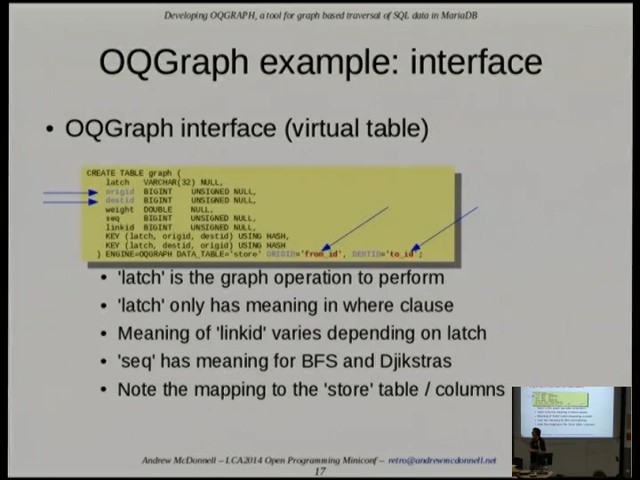 Developing OQGRAPH, a tool for graph based traversal of SQL data in MariaDB
OQGraph example: interface
• OQGraph interface (virtual table)
CREATE TABLE graph (
latch VARCHAR(32) NULL,
origid BIGINT UNSIGNED NULL,
destid BIGINT UNSIGNED NULL,
weight DOUBLE NULL,
seq BIGINT UNSIGNED NULL,
linkid BIGINT UNSIGNED NULL,
KEY (latch, origid, destid) USING HASH,
KEY (latch, destid, origid) USING HASH
) ENGINE=OQGRAPH DATA_TABLE='store' ORIGID='from_id', DESTID='to_id';
• 'latch' is the graph operation to perform
• 'latch' only has meaning in where clause
• Meaning of 'linkid' varies depending on latch
• 'seq' has meaning for BFS and Djikstras
• Note the mapping to the 'store' table / columns
Andrew McDonnell – LCA2014 Open Programming Miniconf – retro@andrewmcdonnell.net
17